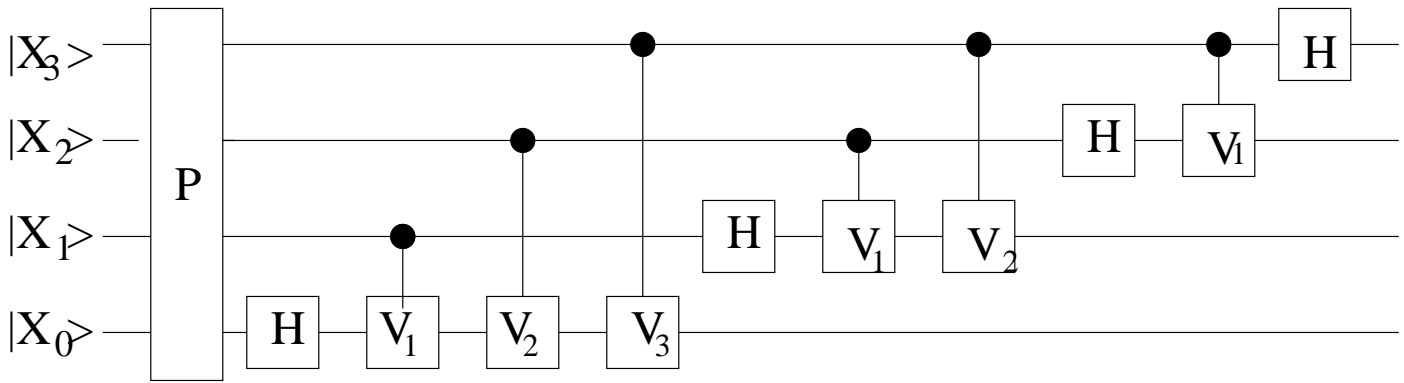 |X₃> H
|X₂> H V₁
P
|X₁> H V₁ V₂
|X₀> H V₁ V₂ V₃